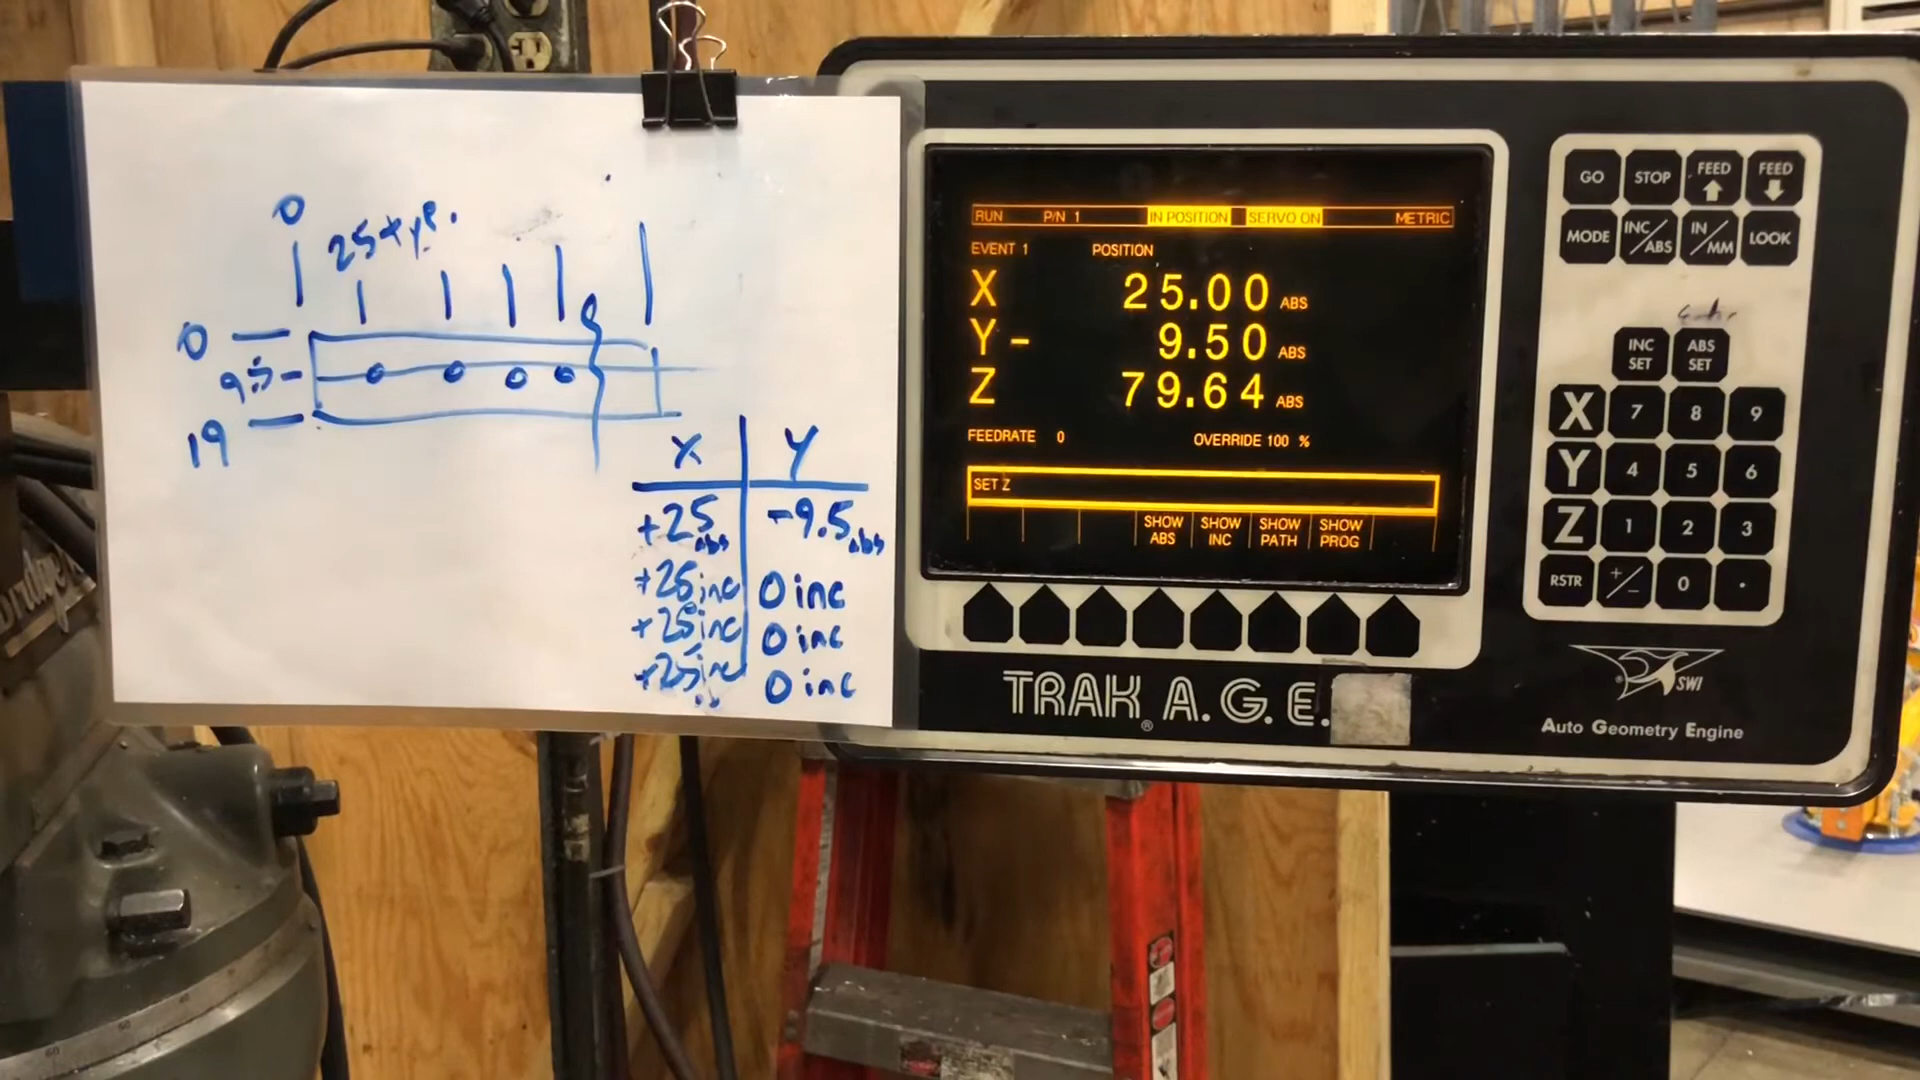 0
25 typ.
0
9.5
19
X Y
+25 abs -9.5 abs
+25 inc 0 inc
+25 inc 0 inc
+25 inc 0 inc
RUN P/N 1 IN POSITION SERVO ON METRIC
EVENT 1 POSITION
X 25.00 ABS
Y - 9.50 ABS
Z 79.64 ABS
FEEDRATE 0 OVERRIDE 100 %
SET Z
SHOW ABS
SHOW INC
SHOW PATH
SHOW PROG
TRAK® A.G.E.
GO STOP FEED FEED
MODE INC/ABS IN/MM LOOK
INC SET ABS SET
X 7 8 9
Y 4 5 6
Z 1 2 3
RSTR +/- 0 .
® SWI
Auto Geometry Engine